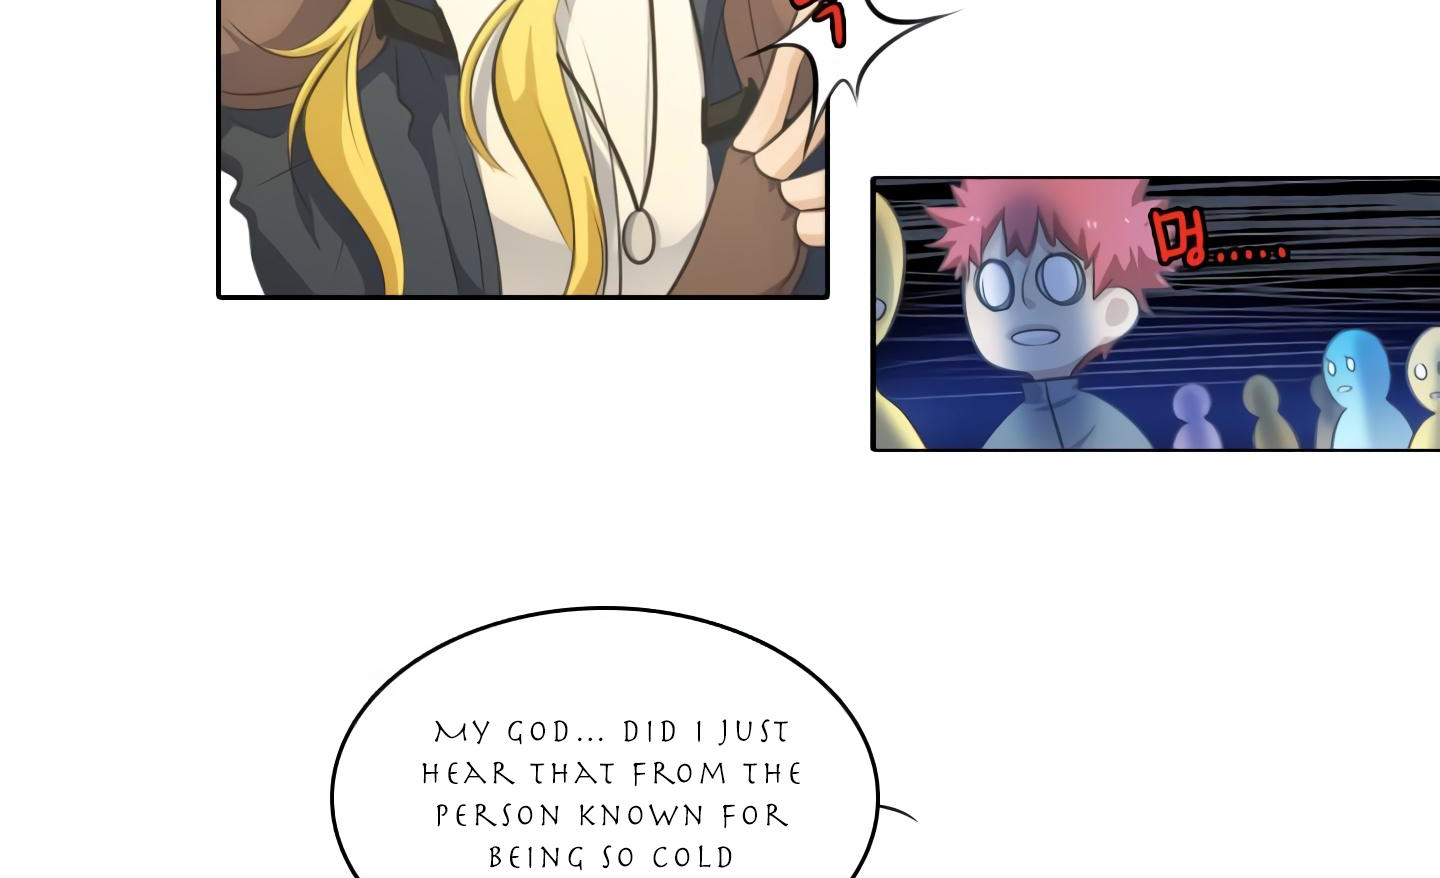 멍......
MY GOD... DID I JUST
HEAR THAT FROM THE
PERSON KNOWN FOR
BEING SO COLD